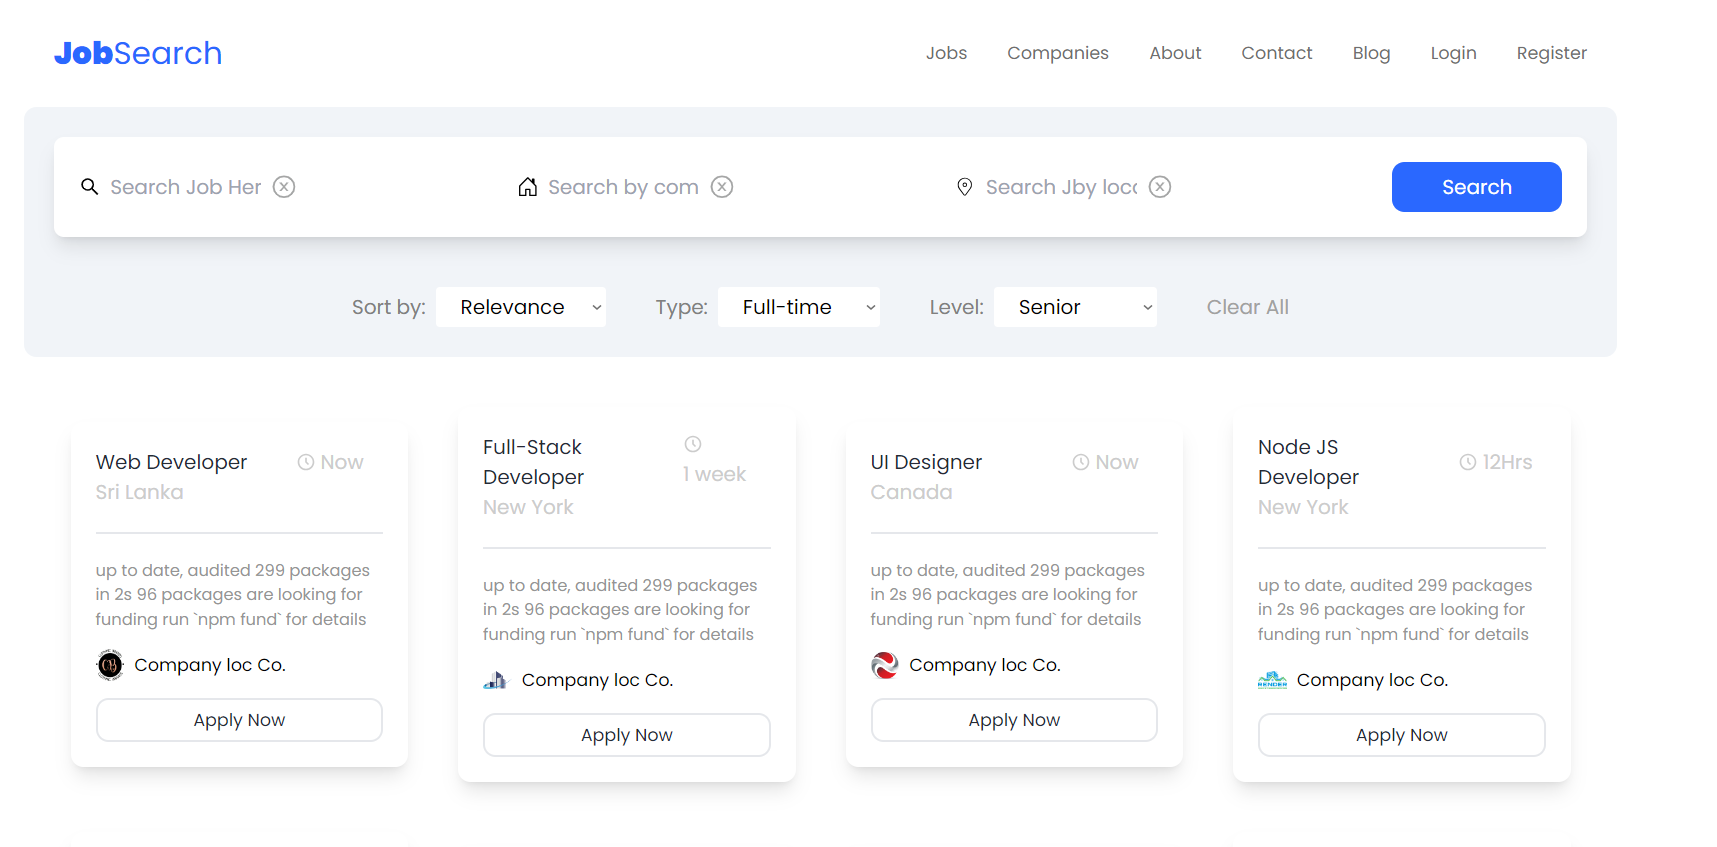 JobSearch
Jobs Companies About Contact Blog Login Register
Search Job Her
Search by com
Search Jby loc
Search
Sort by: Relevance Type: Full-time Level: Senior Clear All
Web Developer
Now
Sri Lanka
up to date, audited 299 packages
in 2s 96 packages are looking for
funding run `npm fund` for details
Company loc Co.
Apply Now
Full-Stack
Developer
1 week
New York
up to date, audited 299 packages
in 2s 96 packages are looking for
funding run `npm fund` for details
Company loc Co.
Apply Now
UI Designer
Now
Canada
up to date, audited 299 packages
in 2s 96 packages are looking for
funding run `npm fund` for details
Company loc Co.
Apply Now
Node JS
Developer
12Hrs
New York
up to date, audited 299 packages
in 2s 96 packages are looking for
funding run `npm fund` for details
RENDER
Company loc Co.
Apply Now